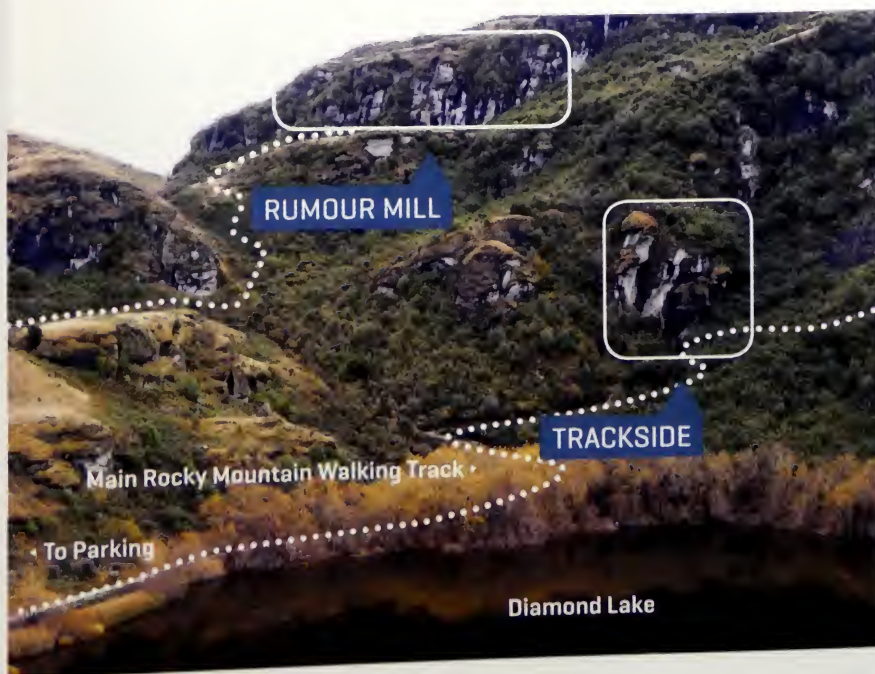 RUMOUR MILL
TRACKSIDE
Main Rocky Mountain Walking Track
To Parking
Diamond Lake